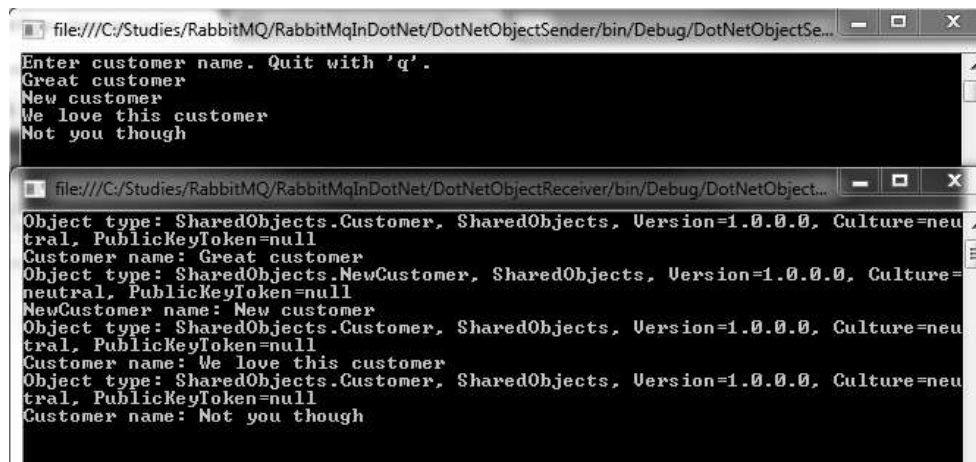 file:///C:/Studies/RabbitMQ/RabbitMqInDotNet/DotNetObjectSender/bin/Debug/DotNetObjectSe...
Enter customer name. Quit with 'q'.
Great customer
New customer
We love this customer
Not you though
file:///C:/Studies/RabbitMQ/RabbitMqInDotNet/DotNetObjectReceiver/bin/Debug/DotNetObject...
Object type: SharedObjects.Customer, SharedObjects, Version=1.0.0.0, Culture=neu
tral, PublicKeyToken=null
Customer name: Great customer
Object type: SharedObjects.NewCustomer, SharedObjects, Version=1.0.0.0, Culture=
neutral, PublicKeyToken=null
NewCustomer name: New customer
Object type: SharedObjects.Customer, SharedObjects, Version=1.0.0.0, Culture=neu
tral, PublicKeyToken=null
Customer name: We love this customer
Object type: SharedObjects.Customer, SharedObjects, Version=1.0.0.0, Culture=neu
tral, PublicKeyToken=null
Customer name: Not you though